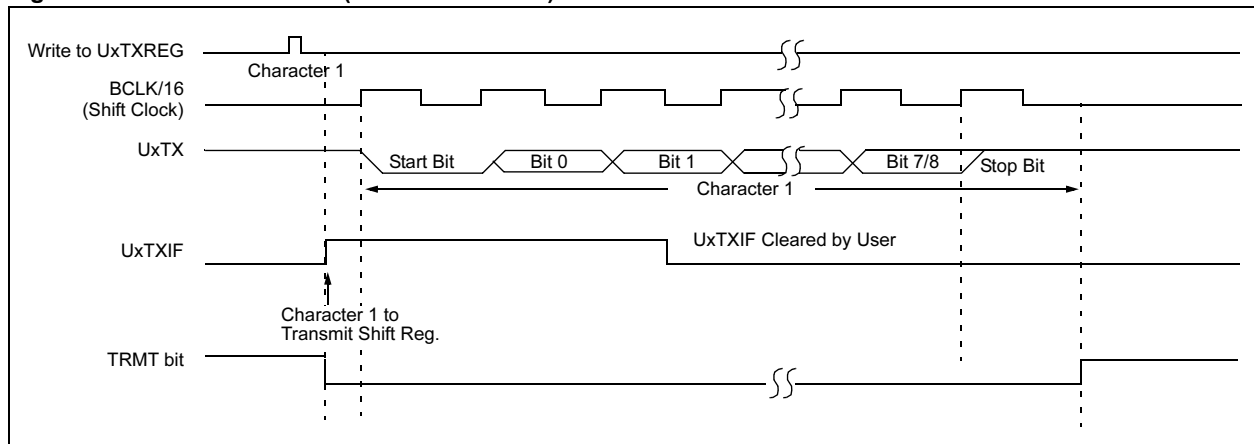 Write to UxTXREG
Character 1
BCLK/16
(Shift Clock)
UxTX
Start Bit
Bit 0
Bit 1
Bit 7/8
Stop Bit
Character 1
UxTXIF
UxTXIF Cleared by User
Character 1 to
Transmit Shift Reg.
TRMT bit